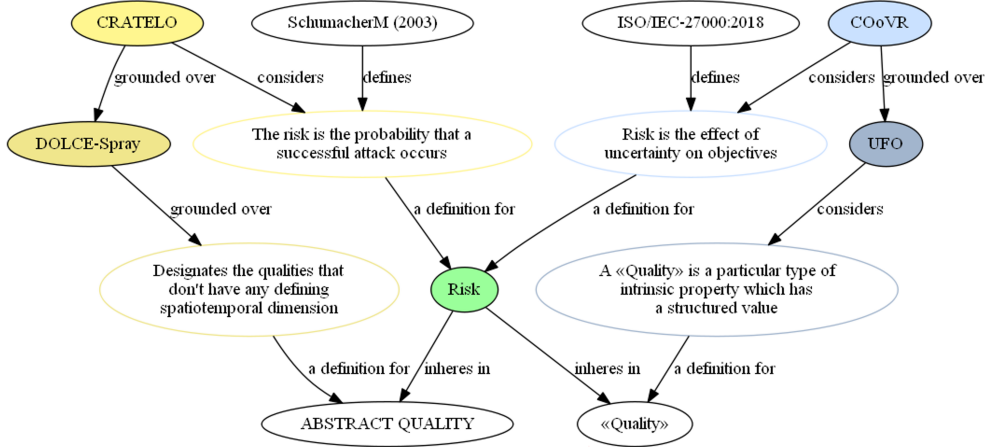 CRATELO
SchumacherM (2003)
ISO/IEC-27000:2018
COoVR
grounded over
considers
defines
defines
considers
grounded over
DOLCE-Spray
The risk is the probability that a
successful attack occurs
Risk is the effect of
uncertainty on objectives
UFO
grounded over
a definition for
a definition for
considers
Designates the qualities that
don't have any defining
spatiotemporal dimension
Risk
A «Quality» is a particular type of
intrinsic property which has
a structured value
a definition for
inheres in
inheres in
a definition for
ABSTRACT QUALITY
«Quality»